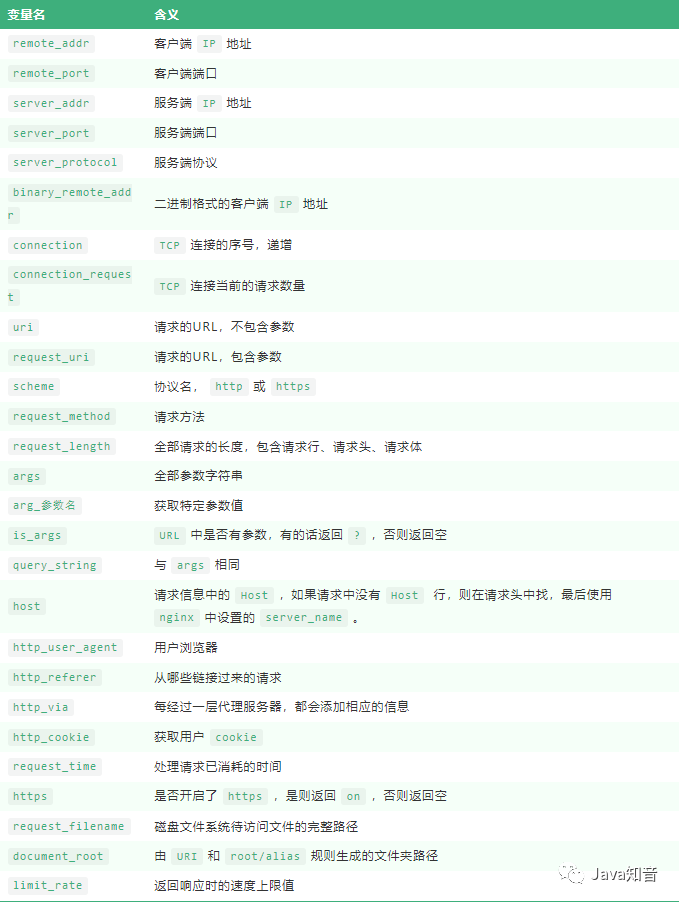 变量名 含义
remote_addr 客户端 IP 地址
remote_port 客户端端口
server_addr 服务端 IP 地址
server_port 服务端端口
server_protocol 服务端协议
binary_remote_add
r 二进制格式的客户端 IP 地址
connection TCP 连接的序号，递增
connection_reques
t TCP 连接当前的请求数量
uri 请求的URL，不包含参数
request_uri 请求的URL，包含参数
scheme 协议名， http 或 https
request_method 请求方法
request_length 全部请求的长度，包含请求行、请求头、请求体
args 全部参数字符串
arg_参数名 获取特定参数值
is_args URL 中是否有参数，有的话返回 ? ，否则返回空
query_string 与 args 相同
host 请求信息中的 Host ，如果请求中没有 Host 行，则在请求头中找，最后使用
nginx 中设置的 server_name 。
http_user_agent 用户浏览器
http_referer 从哪些链接过来的请求
http_via 每经过一层代理服务器，都会添加相应的信息
http_cookie 获取用户 cookie
request_time 处理请求已消耗的时间
https 是否开启了 https ，是则返回 on ，否则返回空
request_filename 磁盘文件系统待访问文件的完整路径
document_root 由 URI 和 root/alias 规则生成的文件夹路径
limit_rate 返回响应时的速度上限值
Java知音